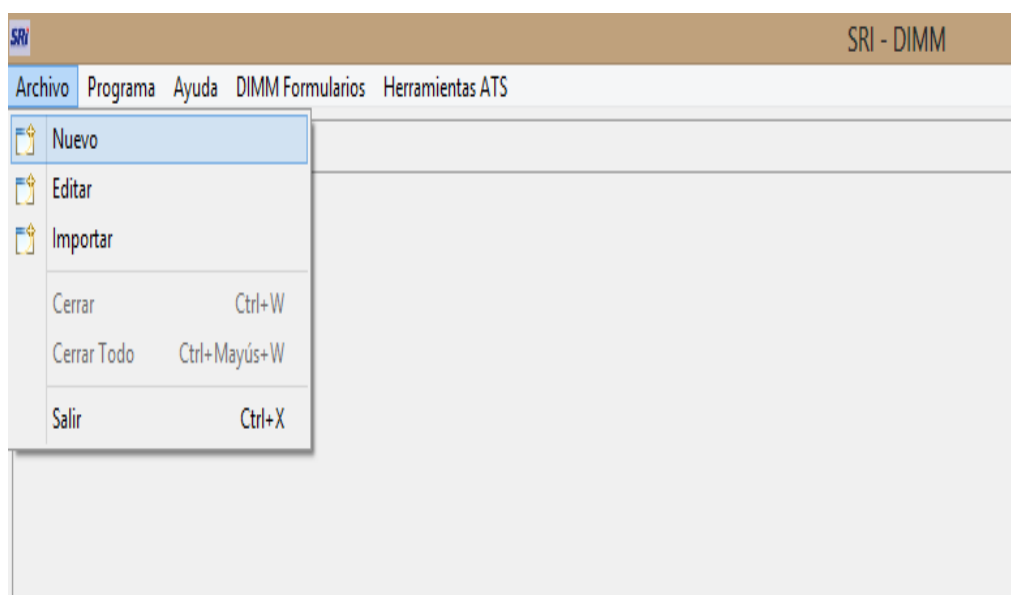 SRi
SRI - DIMM
Archivo Programa Ayuda DIMM Formularios Herramientas ATS
Nuevo
Editar
Importar
Cerrar Ctrl+W
Cerrar Todo Ctrl+Mayús+W
Salir Ctrl+X